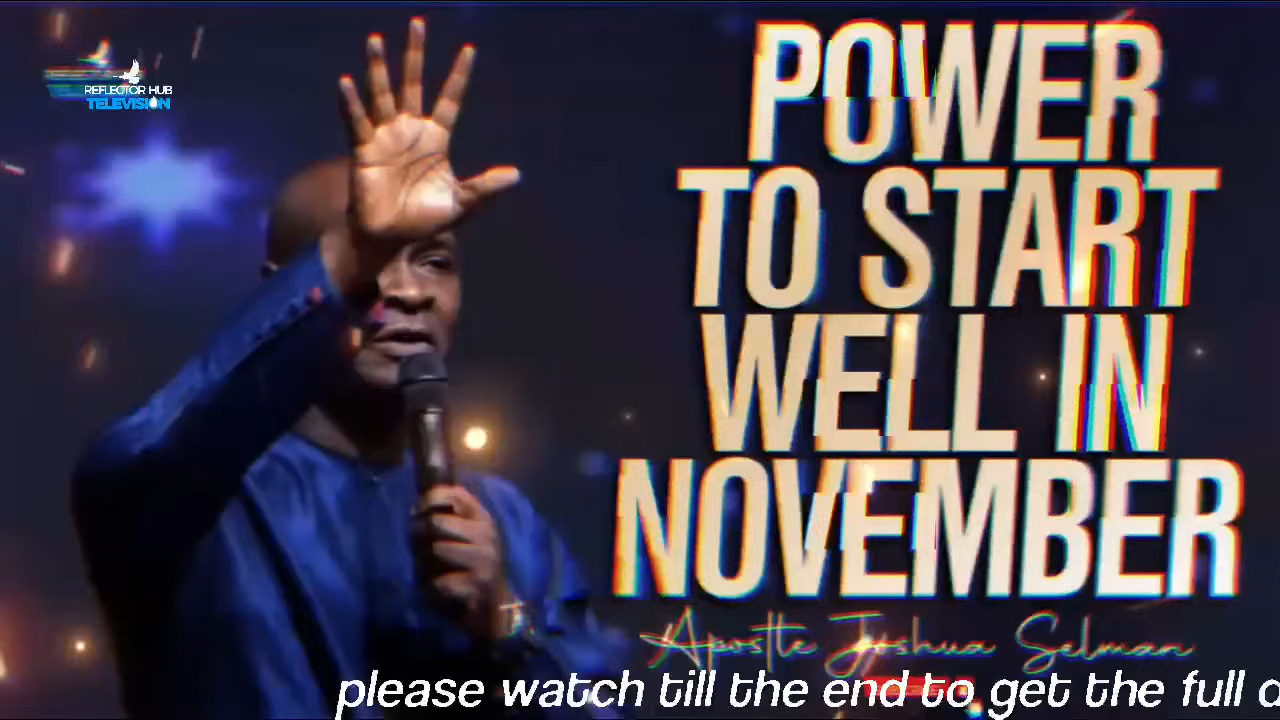 REFLECTOR HUB
TELEVISION
POWER
TO START
WELL IN
NOVEMBER
Apostle Joshua Selman
please watch till the end to get the full